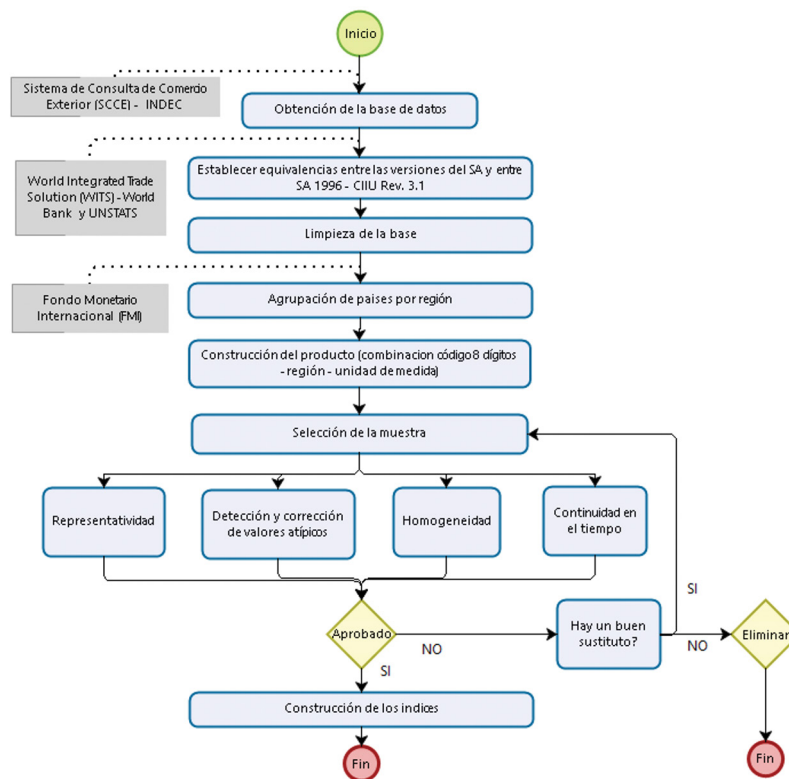 Inicio
Sistema de Consulta de Comercio
Exterior (SCCE) - INDEC
Obtención de la base de datos
World Integrated Trade
Solution (WITS) - World
Bank y UNSTATS
Establecer equivalencias entre las versiones del SA y entre
SA 1996 - CIIU Rev. 3.1
Limpieza de la base
Fondo Monetario
Internacional (FMI)
Agrupación de paises por región
Construcción del producto (combinacion código 8 dígitos
- región - unidad de medida)
Selección de la muestra
Representatividad
Detección y corrección
de valores atípicos
Homogeneidad
Continuidad en
el tiempo
SI
Aprobado
NO
Hay un buen
sustituto?
NO
Eliminar
SI
Construcción de los indices
Fin
Fin